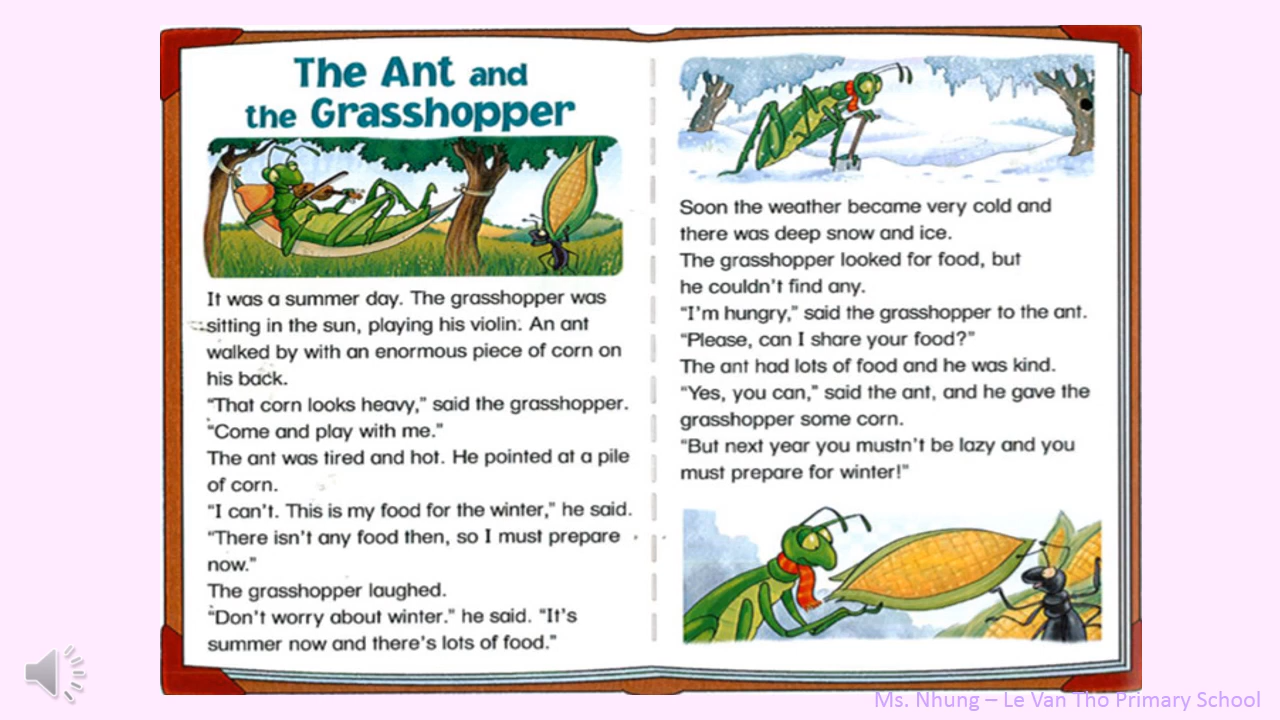 The Ant and
the Grasshopper
It was a summer day. The grasshopper was
sitting in the sun, playing his violin. An ant
walked by with an enormous piece of corn on
his back.
“That corn looks heavy,” said the grasshopper.
“Come and play with me.”
The ant was tired and hot. He pointed at a pile
of corn.
“I can’t. This is my food for the winter,” he said.
“There isn’t any food then, so I must prepare
now.”
The grasshopper laughed.
“Don’t worry about winter.” he said. “It’s
summer now and there’s lots of food.”
Soon the weather became very cold and
there was deep snow and ice.
The grasshopper looked for food, but
he couldn’t find any.
“I’m hungry,” said the grasshopper to the ant.
“Please, can I share your food?”
The ant had lots of food and he was kind.
“Yes, you can,” said the ant, and he gave the
grasshopper some corn.
“But next year you mustn’t be lazy and you
must prepare for winter!”
Ms. Nhung – Le Van Tho Primary School